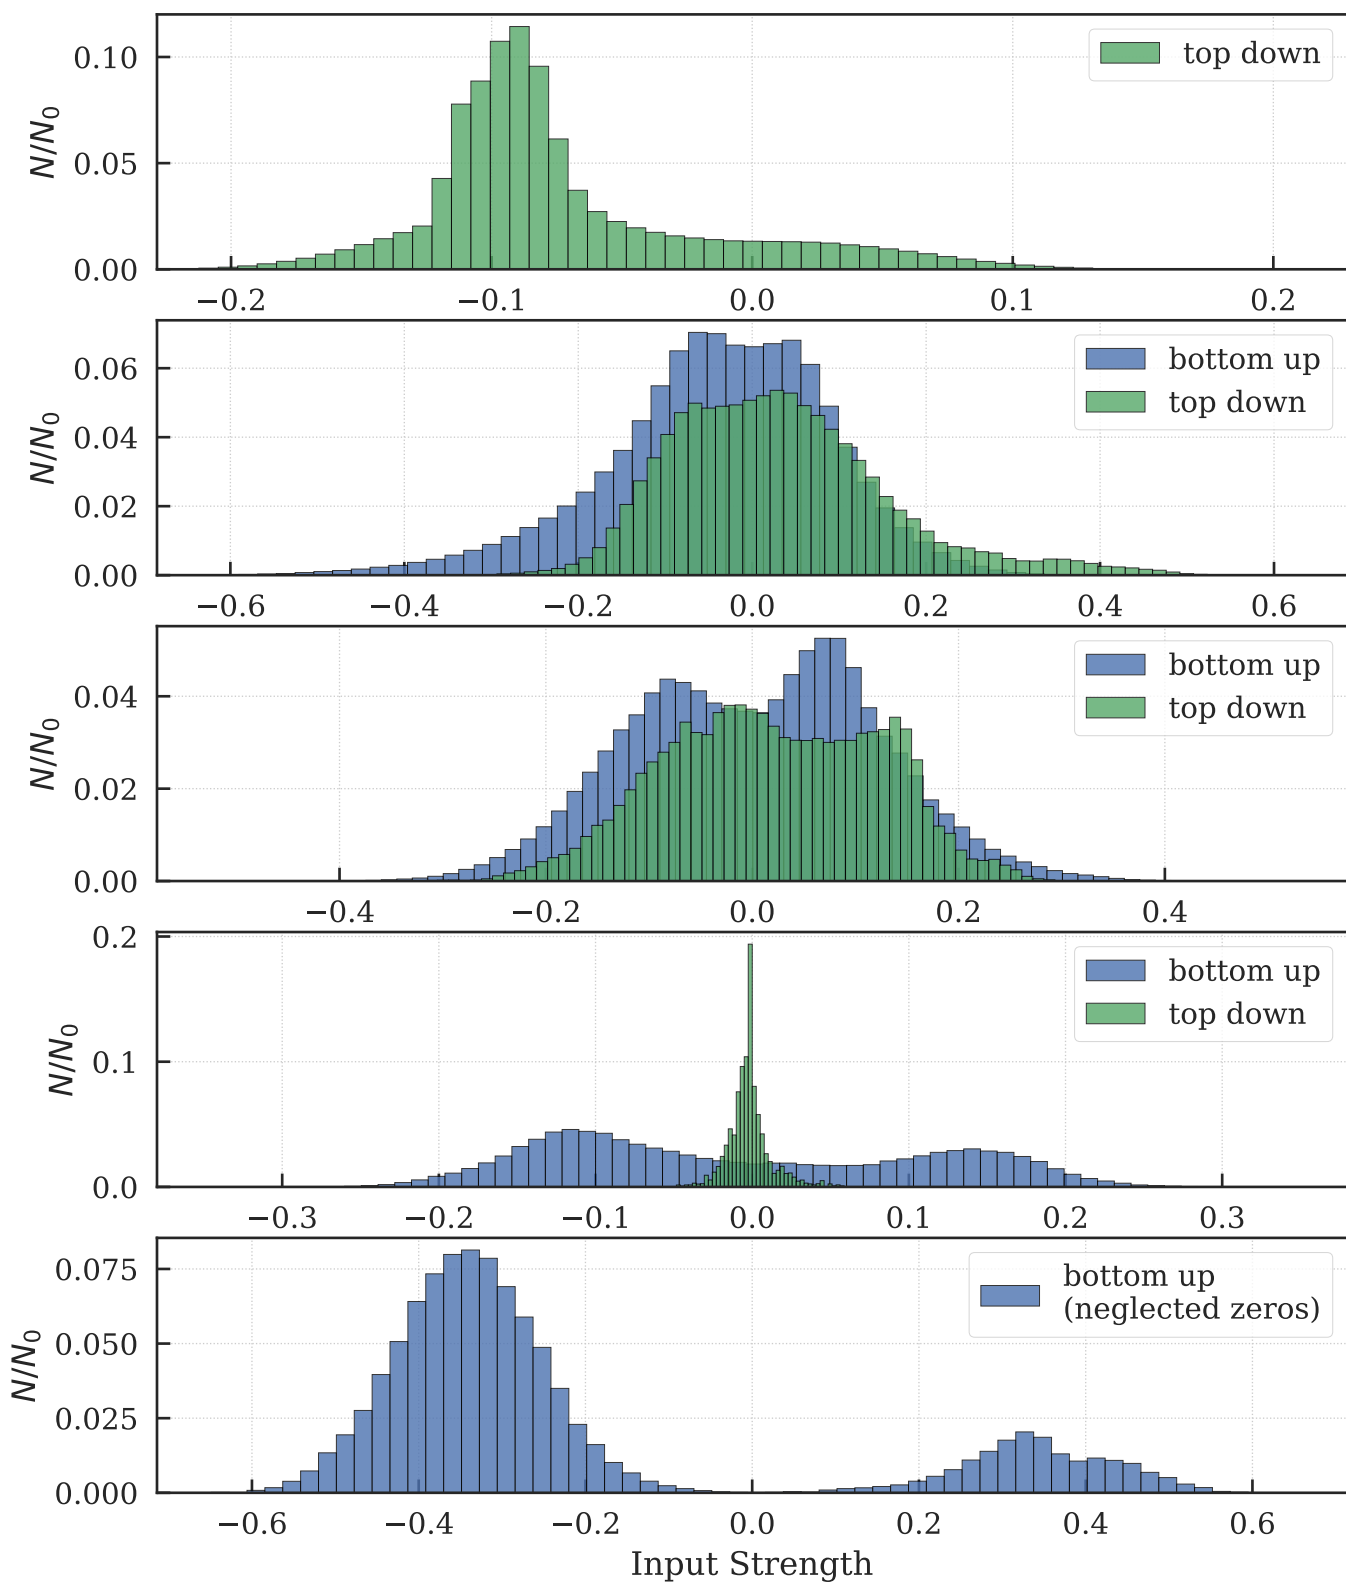 N/N0
0.10
0.05
0.00
top down
−0.2 −0.1 0.0 0.1 0.2
N/N0
0.06
0.04
0.02
0.00
bottom up
top down
−0.6 −0.4 −0.2 0.0 0.2 0.4 0.6
N/N0
0.04
0.02
0.00
bottom up
top down
−0.4 −0.2 0.0 0.2 0.4
N/N0
0.2
0.1
0.0
bottom up
top down
−0.3 −0.2 −0.1 0.0 0.1 0.2 0.3
N/N0
0.075
0.050
0.025
0.000
bottom up
(neglected zeros)
−0.6 −0.4 −0.2 0.0 0.2 0.4 0.6
Input Strength